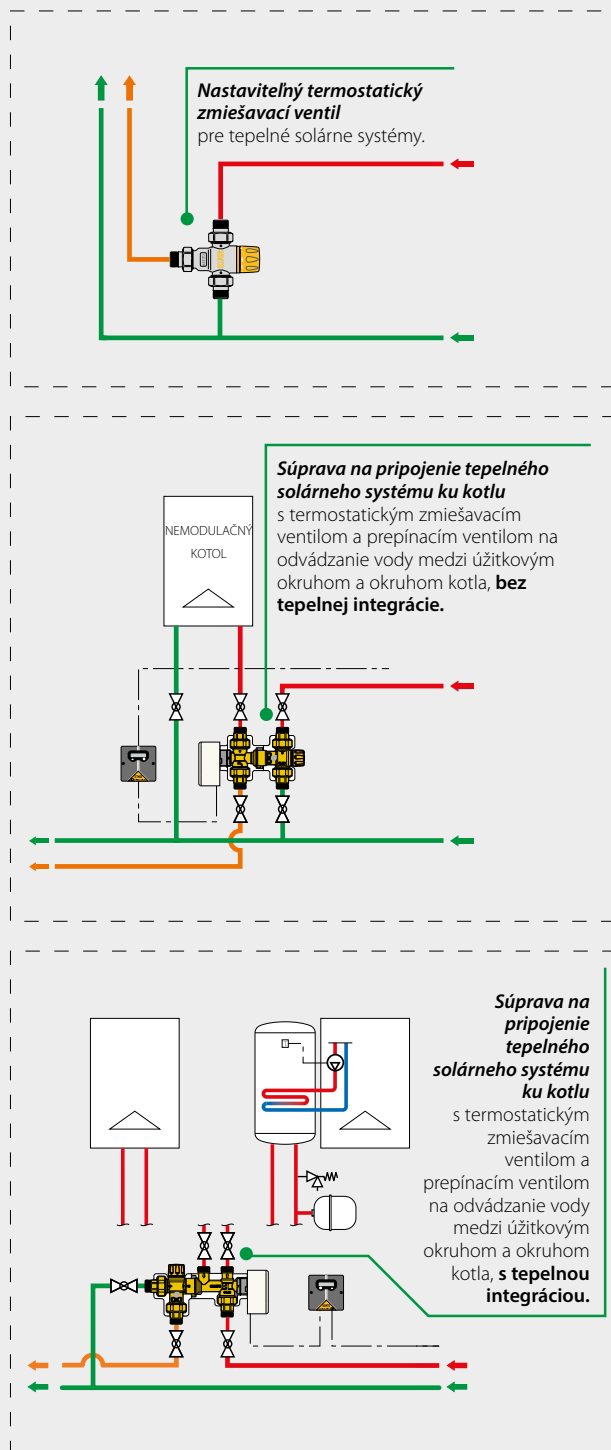 Nastaviteľný termostatický
zmiešavací ventil
pre tepelné solárne systémy.
Súprava na pripojenie tepelného
solárneho systému ku kotlu
s termostatickým zmiešavacím
ventilom a prepínacím ventilom na
odvádzanie vody medzi úžitkovým
okruhom a okruhom kotla, bez
tepelnej integrácie.
NEMODULAČNÝ
KOTOL
Súprava na
pripojenie
tepelného
solárneho systému
ku kotlu
s termostatickým
zmiešavacím
ventilom a
prepínacím ventilom
na odvádzanie vody
medzi úžitkovým
okruhom a okruhom
kotla, s tepelnou
integráciou.